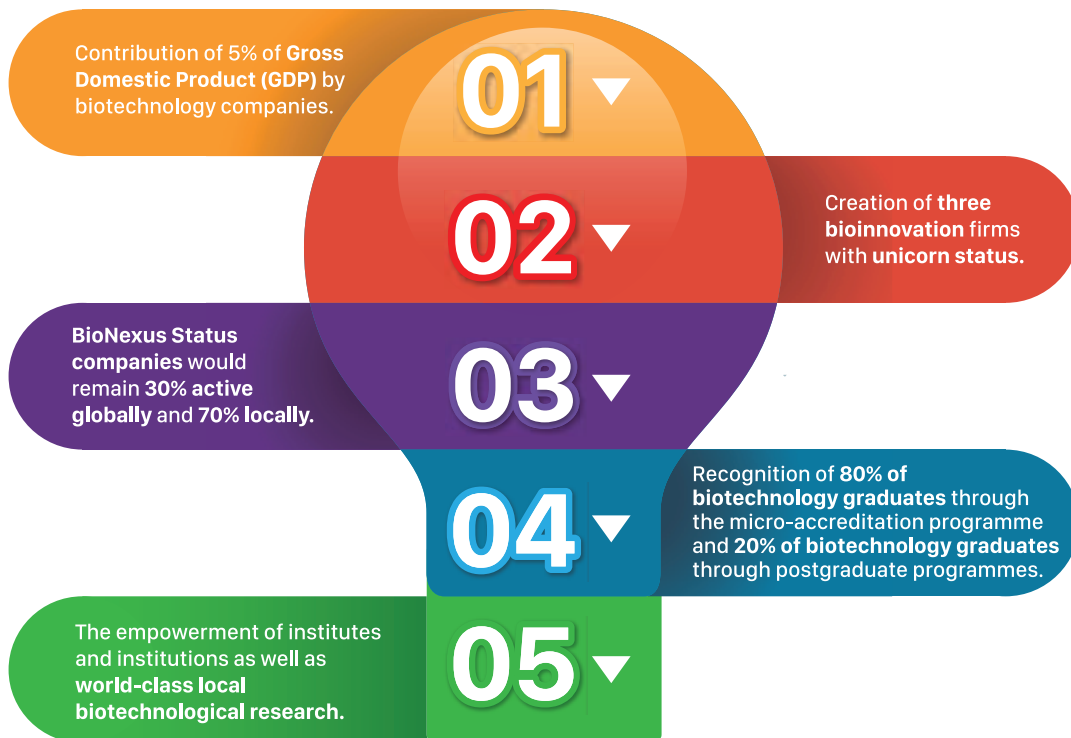 Contribution of 5% of Gross
Domestic Product (GDP) by
biotechnology companies.
01
02
Creation of three
bioinnovation firms
with unicorn status.
BioNexus Status
companies would
remain 30% active
globally and 70% locally.
03
04
Recognition of 80% of
biotechnology graduates through
the micro-accreditation programme
and 20% of biotechnology graduates
through postgraduate programmes.
The empowerment of institutes
and institutions as well as
world-class local
biotechnological research.
05